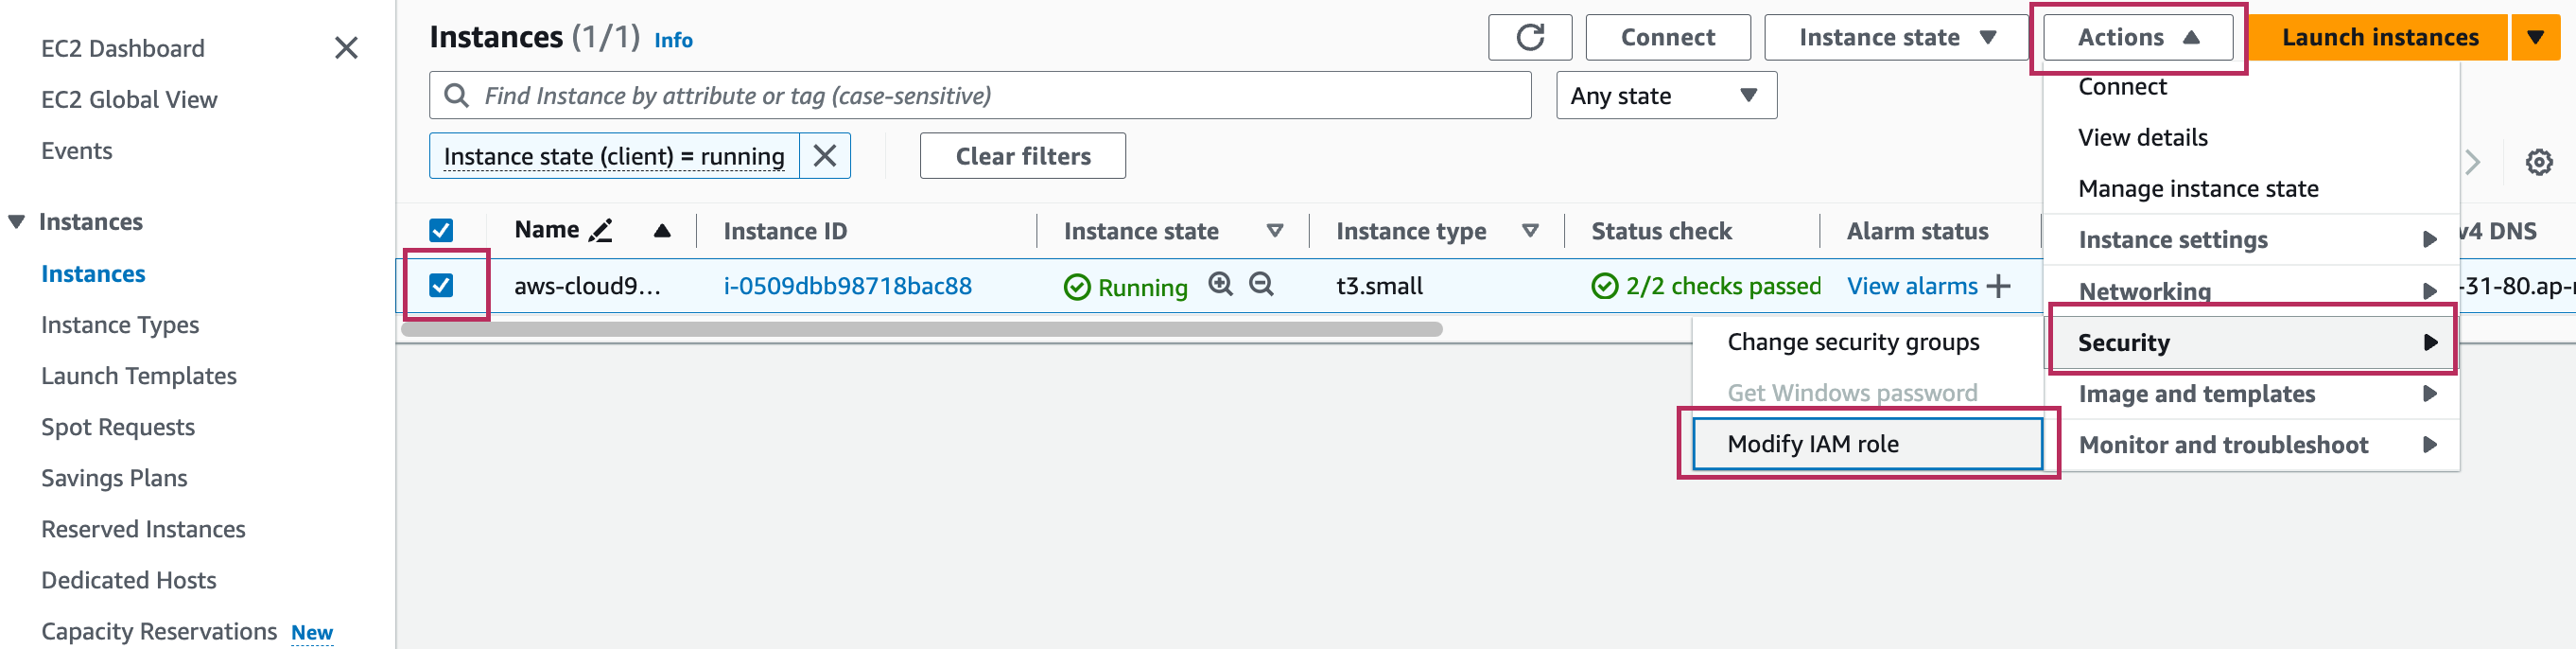 EC2 Dashboard
EC2 Global View
Events
Instances
Instances
Instance Types
Launch Templates
Spot Requests
Savings Plans
Reserved Instances
Dedicated Hosts
Capacity Reservations New
Instances (1/1) Info
Connect
Instance state
Actions
Launch instances
Find Instance by attribute or tag (case-sensitive)
Any state
Instance state (client) = running
Clear filters
Name
Instance ID
Instance state
Instance type
Status check
Alarm status
v4 DNS
aws-cloud9...
i-0509dbb98718bac88
Running
t3.small
2/2 checks passed
View alarms
-31-80.ap-n
Connect
View details
Manage instance state
Instance settings
Networking
Security
Image and templates
Monitor and troubleshoot
Change security groups
Get Windows password
Modify IAM role